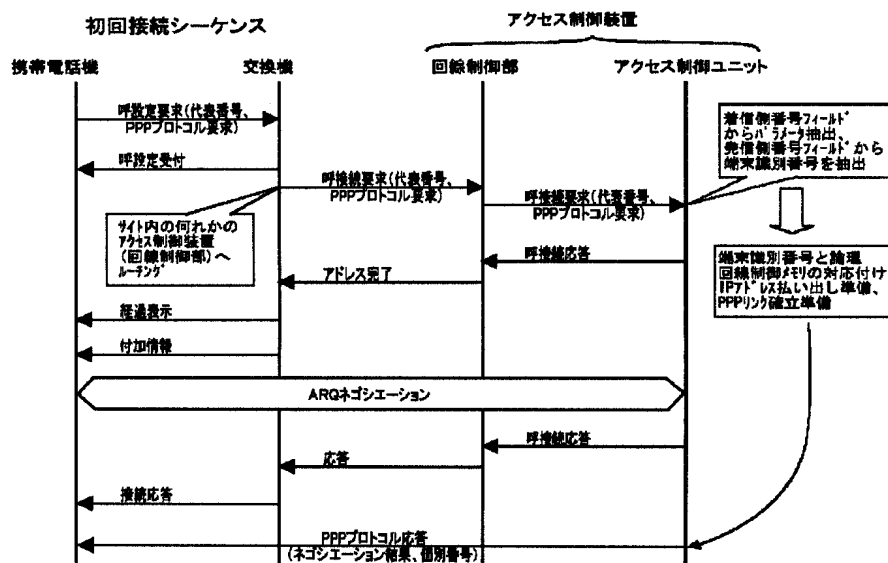 初回接続シーケンス
アクセス制御装置
携帯電話機
交換機
回線制御部
アクセス制御ユニット
呼設定要求(代表番号、
PPPプロトコル要求)
着信側番号フィールド
からパラメータ抽出、
発信側番号フィールドから
端末識別番号を抽出
呼設定受付
呼接続要求(代表番号、
PPPプロトコル要求)
呼接続要求(代表番号、
PPPプロトコル要求)
サイト内の何れかの
アクセス制御装置
(回線制御部)へ
ルーチング
呼接続応答
アドレス完了
端末識別番号と論理
回線制御メモリの対応付け
IPアドレス払い出し準備、
PPPリンク確立準備
経過表示
付加情報
ARQネゴシエーション
呼接続応答
応答
接続応答
PPPプロトコル応答
(ネゴシエーション結果、個別番号)